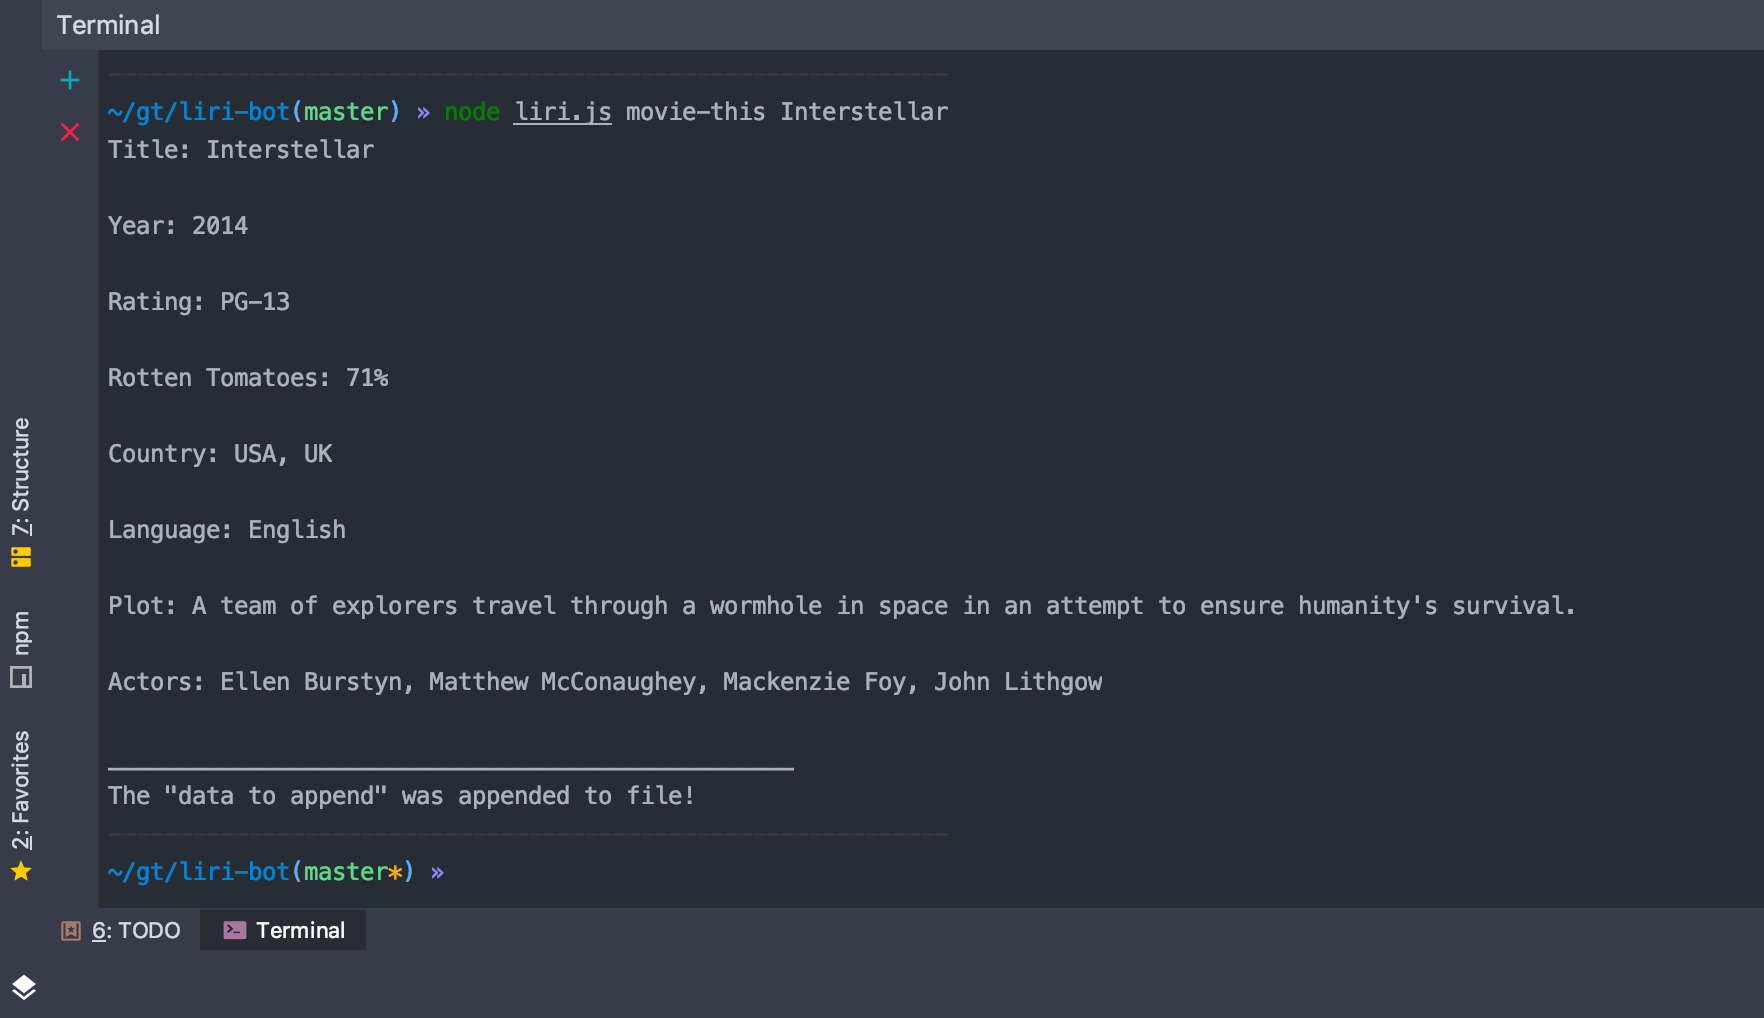 Terminal
~/gt/liri-bot(master) » node liri.js movie-this Interstellar
Title: Interstellar
Year: 2014
Rating: PG-13
Rotten Tomatoes: 71%
Country: USA, UK
Language: English
Plot: A team of explorers travel through a wormhole in space in an attempt to ensure humanity's survival.
Actors: Ellen Burstyn, Matthew McConaughey, Mackenzie Foy, John Lithgow
The "data to append" was appended to file!
~/gt/liri-bot(master*) »
7: Structure
npm
2: Favorites
6: TODO
Terminal